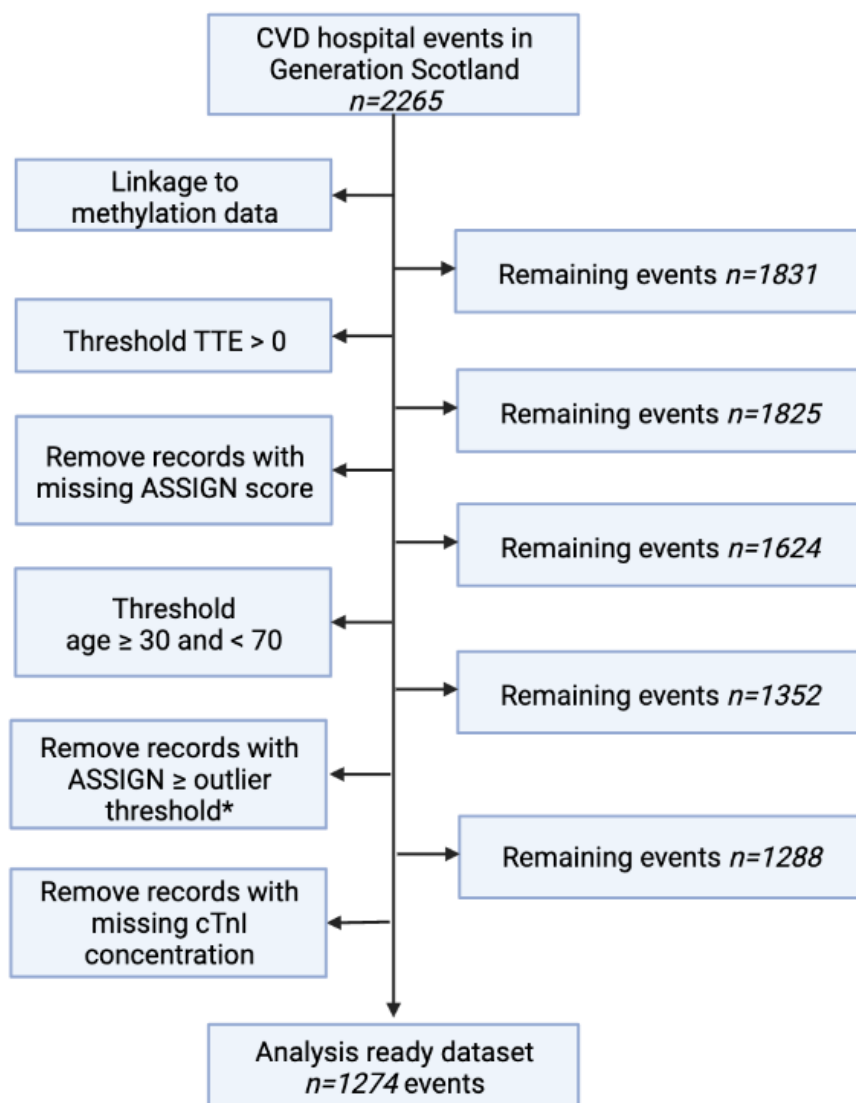 CVD hospital events in
Generation Scotland
n=2265
Linkage to
methylation data
Remaining events n=1831
Threshold TTE > 0
Remaining events n=1825
Remove records with
missing ASSIGN score
Remaining events n=1624
Threshold
age ≥ 30 and < 70
Remaining events n=1352
Remove records with
ASSIGN ≥ outlier
threshold*
Remaining events n=1288
Remove records with
missing cTnI
concentration
Analysis ready dataset
n=1274 events